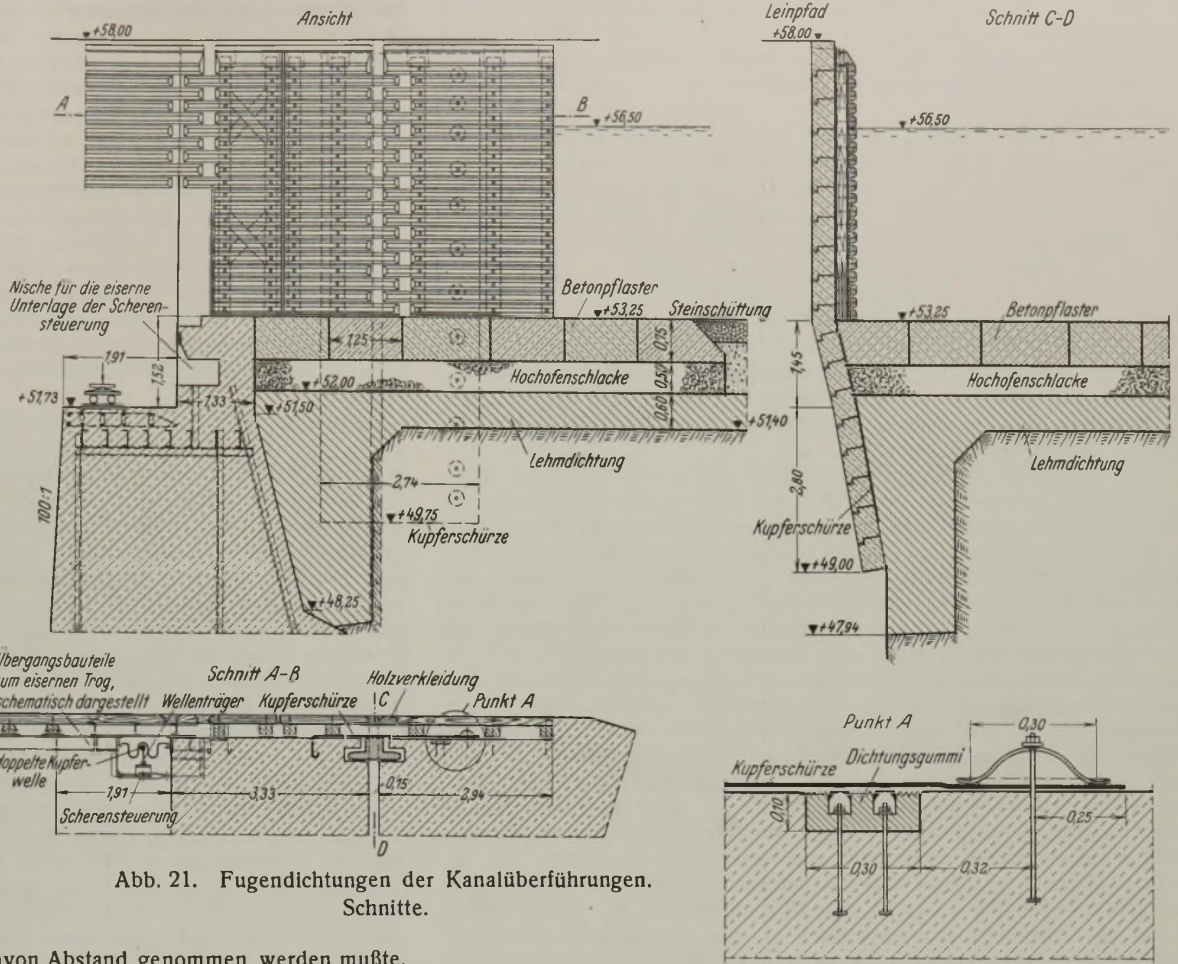 Ansicht
+58,00
A
B
+56,50
Nische für die eiserne
Unterlage der Scheren-
steuerung
Betonpflaster
+53,25
Steinschüttung
1,91
1,52
1,25
0,75
+52,00
Hochofenschlacke
0,50
+51,73
1,33
+51,50
0,60
+51,40
Lehmdichtung
100:1
2,74
+49,75
Kupferschürze
+48,25
Leinpfad
+58,00
Schnitt C-D
+56,50
+53,25
Betonpflaster
1,45
Hochofenschlacke
Lehmdichtung
2,80
Kupferschürze
+49,00
+47,94
Übergangsbauteile
zum eisernen Trog,
schematisch dargestellt
Schnitt A-B
Wellenträger
Kupferschürze
C
Holzverkleidung
Punkt A
doppelte Kupfer-
welle
1,91
3,33
0,15
2,94
Scherensteuerung
D
Punkt A
0,30
Kupferschürze
Dichtungsgummi
0,10
0,25
0,30
0,32
Abb. 21. Fugendichtungen der Kanalüberführungen.
Schnitte.
von Abstand genommen werden mußte.